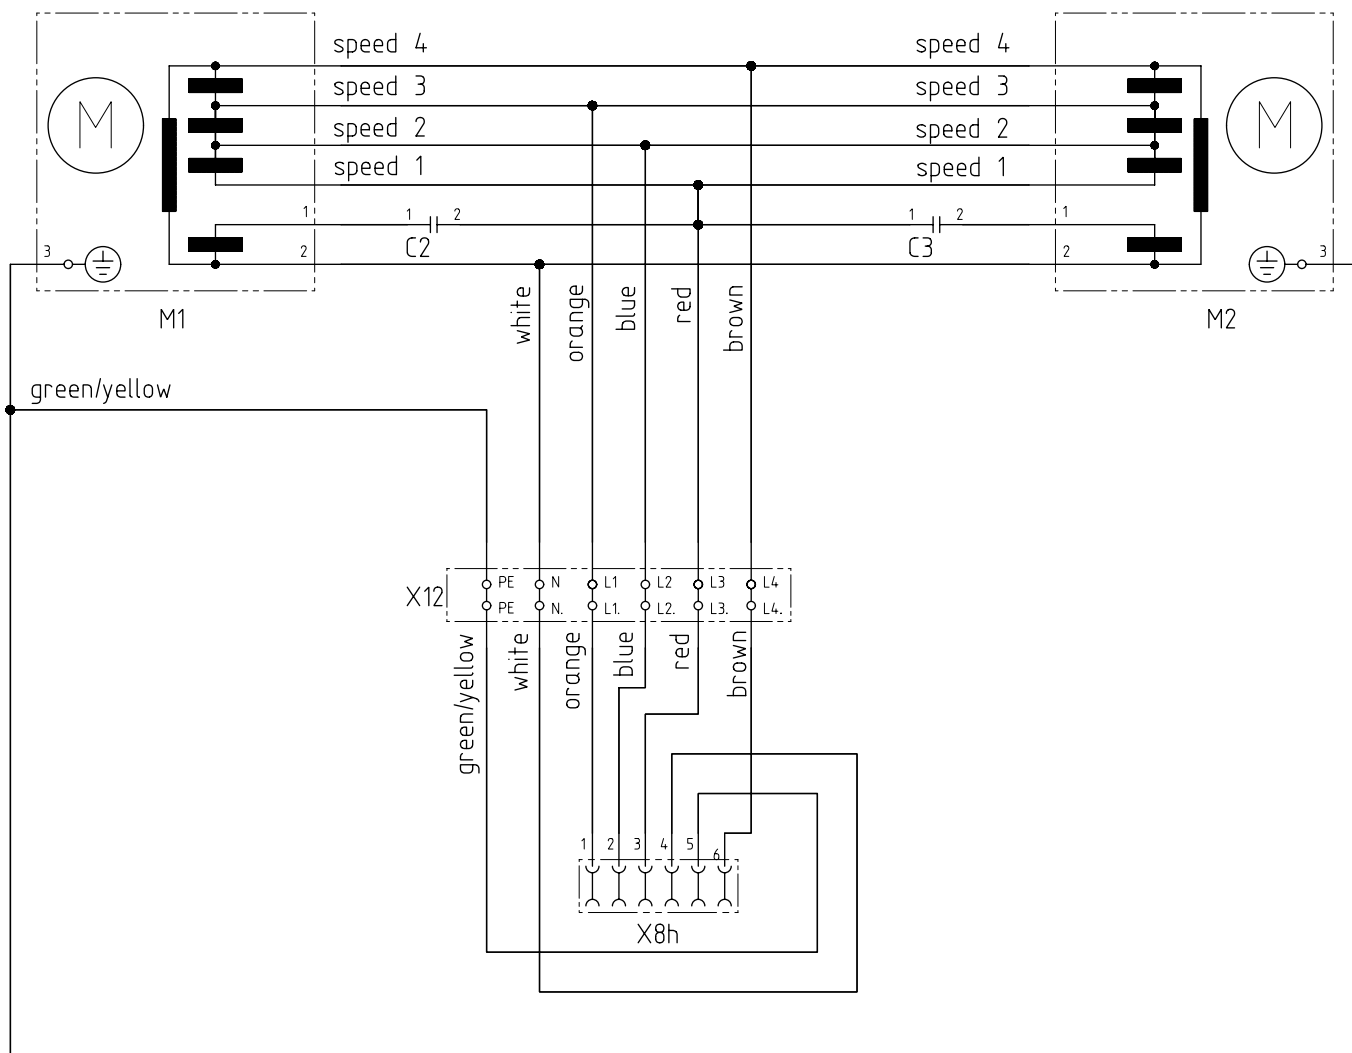 speed 4 speed 4
M speed 3 speed 3 M
speed 2 speed 2
speed 1 speed 1
1 1 2 1 2 1
3 2 C2 C3 2 3
M1 white orange blue red brown M2
green/yellow
X12 PE N L1 L2 L3 L4
PE N. L1. L2. L3. L4.
green/yellow white orange blue red brown
1 2 3 4 5 6
X8h